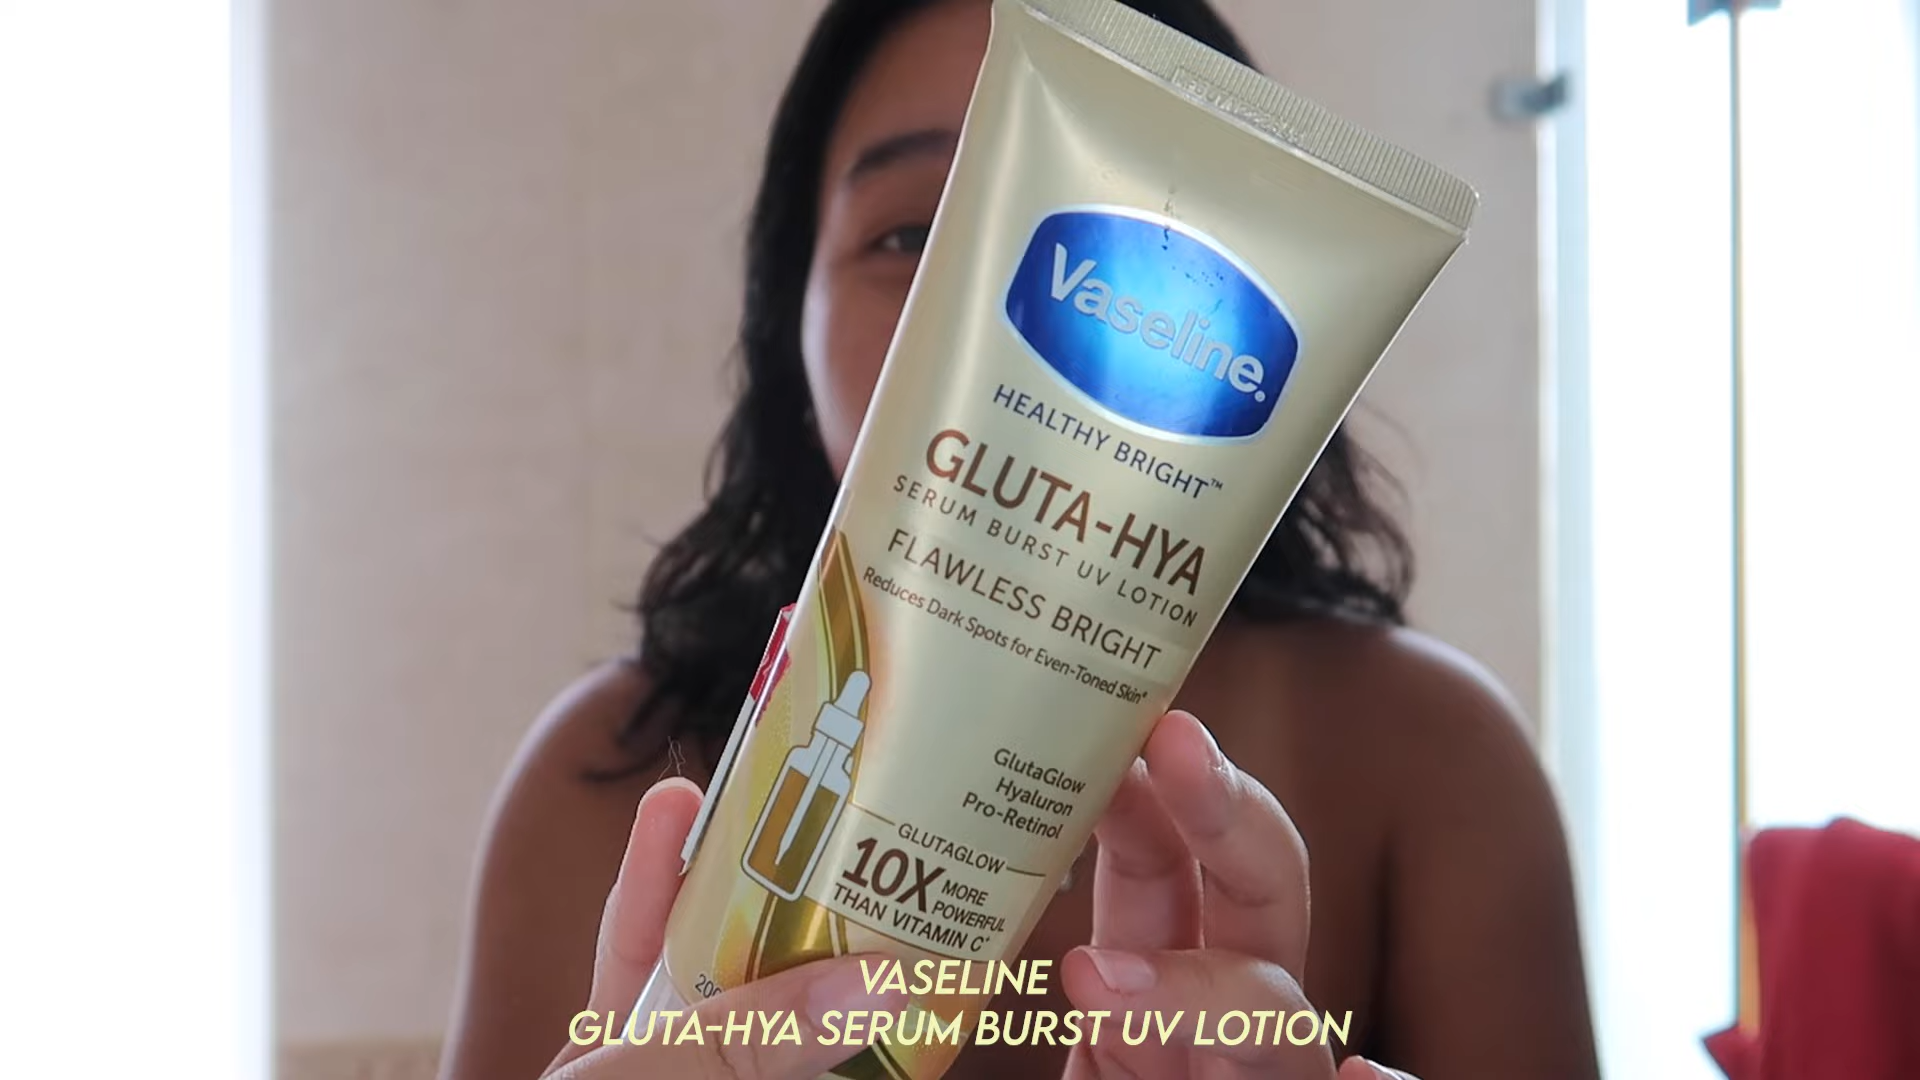 Vaseline®
HEALTHY BRIGHT™
GLUTA-HYA
SERUM BURST UV LOTION
FLAWLESS BRIGHT
Reduces Dark Spots for Even-Toned Skin*
GlutaGlow
Hyaluron
Pro-Retinol
GLUTAGLOW
10X MORE POWERFUL
THAN VITAMIN C+
VASELINE
GLUTA-HYA SERUM BURST UV LOTION